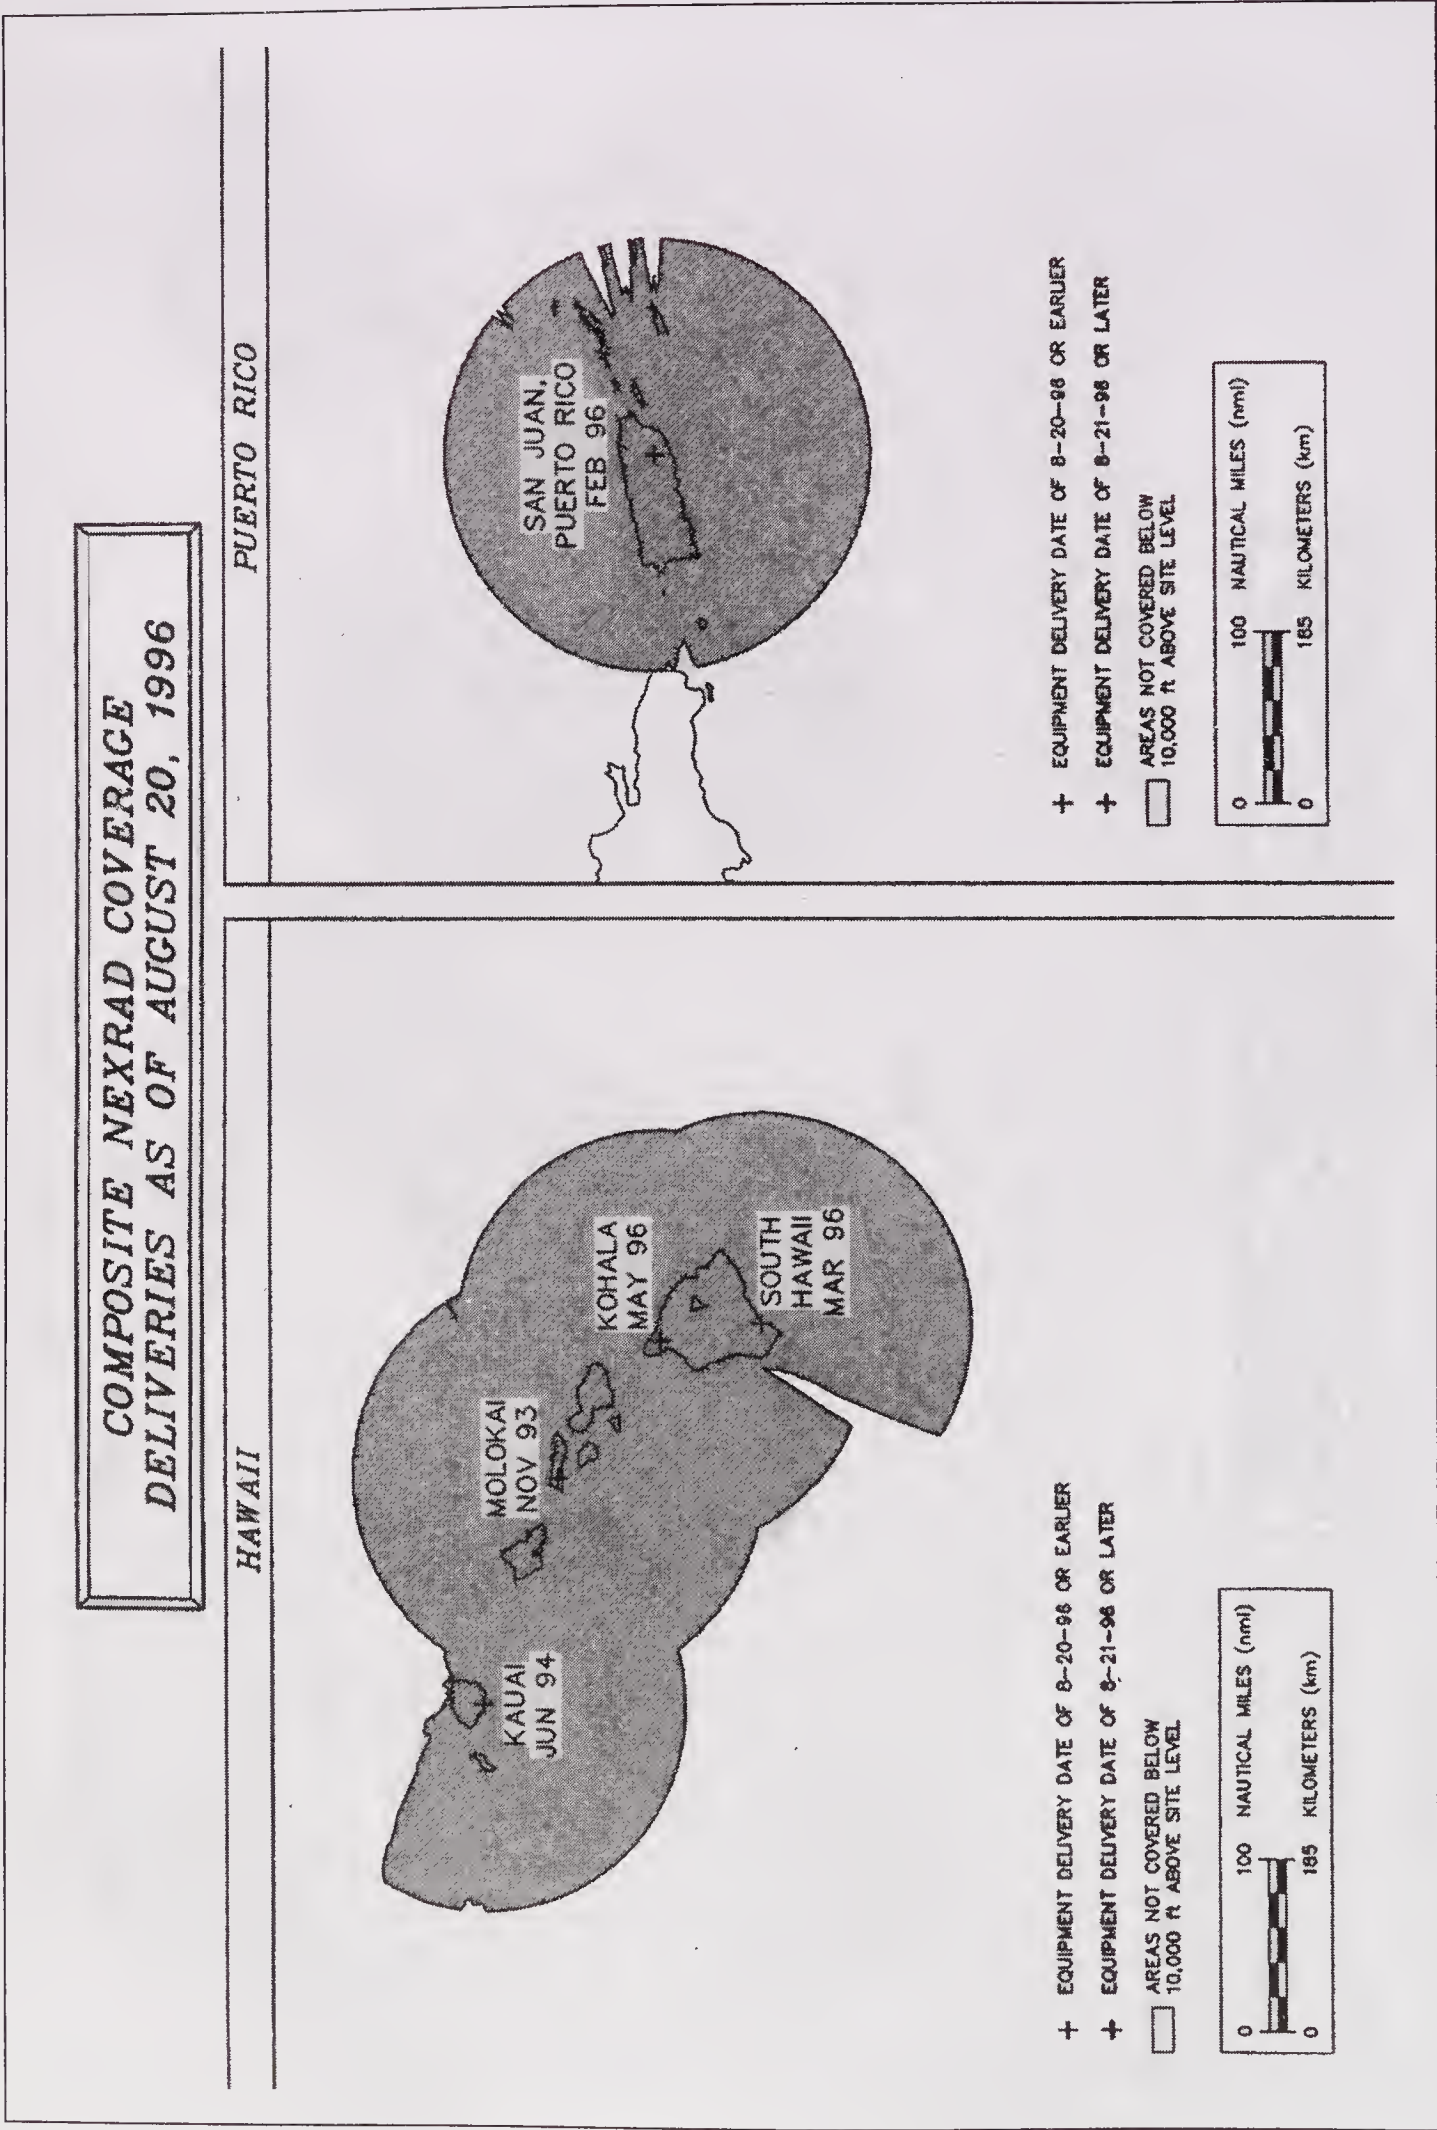 COMPOSITE NEXRAD COVERAGE
DELIVERIES AS OF AUGUST 20, 1996
HAWAII
KAUAI
JUN 94
MOLOKAI
NOV 93
KOHALA
MAY 96
SOUTH
HAWAII
MAR 96
+ EQUIPMENT DELIVERY DATE OF 8-20-96 OR EARLIER
+ EQUIPMENT DELIVERY DATE OF 8-21-96 OR LATER
AREAS NOT COVERED BELOW
10,000 ft ABOVE SITE LEVEL
0 100 NAUTICAL MILES (nmi)
0 185 KILOMETERS (km)
PUERTO RICO
SAN JUAN,
PUERTO RICO
FEB 96
+ EQUIPMENT DELIVERY DATE OF 8-20-96 OR EARLIER
+ EQUIPMENT DELIVERY DATE OF 8-21-96 OR LATER
AREAS NOT COVERED BELOW
10,000 ft ABOVE SITE LEVEL
0 100 NAUTICAL MILES (nmi)
0 185 KILOMETERS (km)